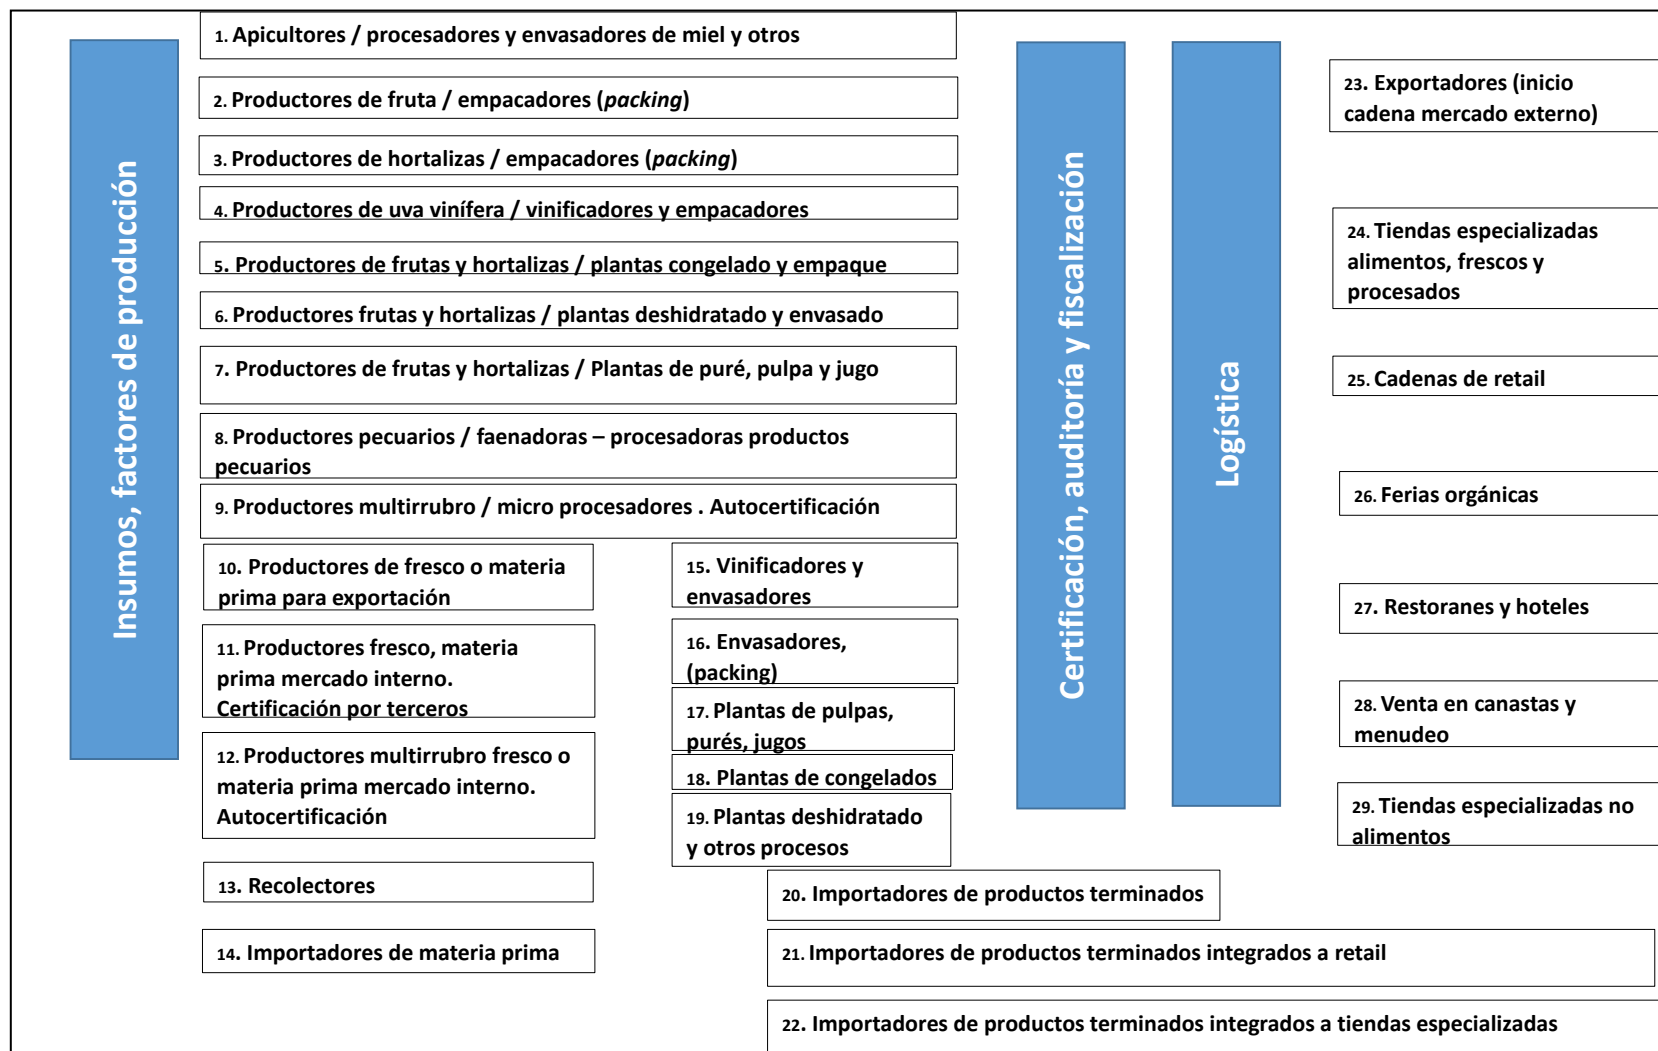 Insumos, factores de producción
1. Apicultores / procesadores y envasadores de miel y otros
2. Productores de fruta / empacadores (packing)
3. Productores de hortalizas / empacadores (packing)
4. Productores de uva vinífera / vinificadores y empacadores
5. Productores de frutas y hortalizas / plantas congelado y empaque
6. Productores frutas y hortalizas / plantas deshidratado y envasado
7. Productores de frutas y hortalizas / Plantas de puré, pulpa y jugo
8. Productores pecuarios / faenadoras – procesadoras productos
pecuarios
9. Productores multirrubro / micro procesadores . Autocertificación
10. Productores de fresco o materia
prima para exportación
11. Productores fresco, materia
prima mercado interno.
Certificación por terceros
12. Productores multirrubro fresco o
materia prima mercado interno.
Autocertificación
13. Recolectores
14. Importadores de materia prima
15. Vinificadores y
envasadores
16. Envasadores,
(packing)
17. Plantas de pulpas,
purés, jugos
18. Plantas de congelados
19. Plantas deshidratado
y otros procesos
20. Importadores de productos terminados
21. Importadores de productos terminados integrados a retail
22. Importadores de productos terminados integrados a tiendas especializadas
Certificación, auditoría y fiscalización
Logística
23. Exportadores (inicio
cadena mercado externo)
24. Tiendas especializadas
alimentos, frescos y
procesados
25. Cadenas de retail
26. Ferias orgánicas
27. Restoranes y hoteles
28. Venta en canastas y
menudeo
29. Tiendas especializadas no
alimentos